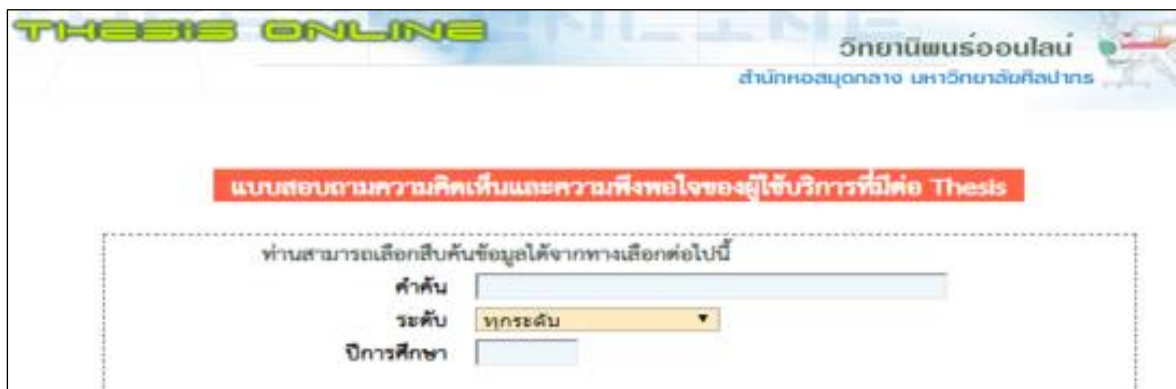 THESIS ONLINE
วิทยานิพนธ์ออนไลน์
สำนักหอสมุดกลาง มหาวิทยาลัยศิลปากร
แบบสอบถามความคิดเห็นและความพึงพอใจของผู้ใช้บริการที่มีต่อ Thesis
ท่านสามารถเลือกสืบค้นข้อมูลได้จากทางเลือกต่อไปนี้
คำค้น
ระดับ ทุกระดับ
ปีการศึกษา